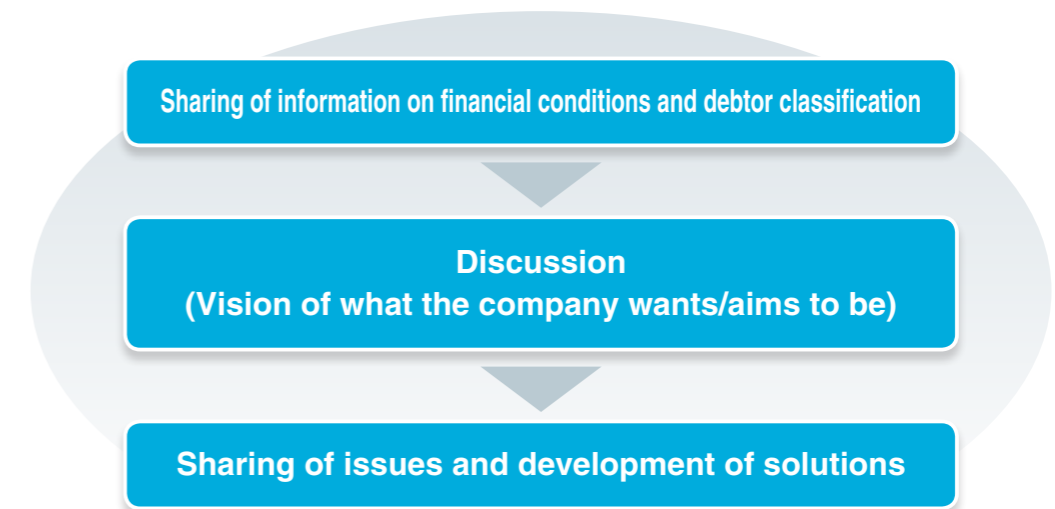 Sharing of information on financial conditions and debtor classification
Discussion
(Vision of what the company wants/aims to be)
Sharing of issues and development of solutions